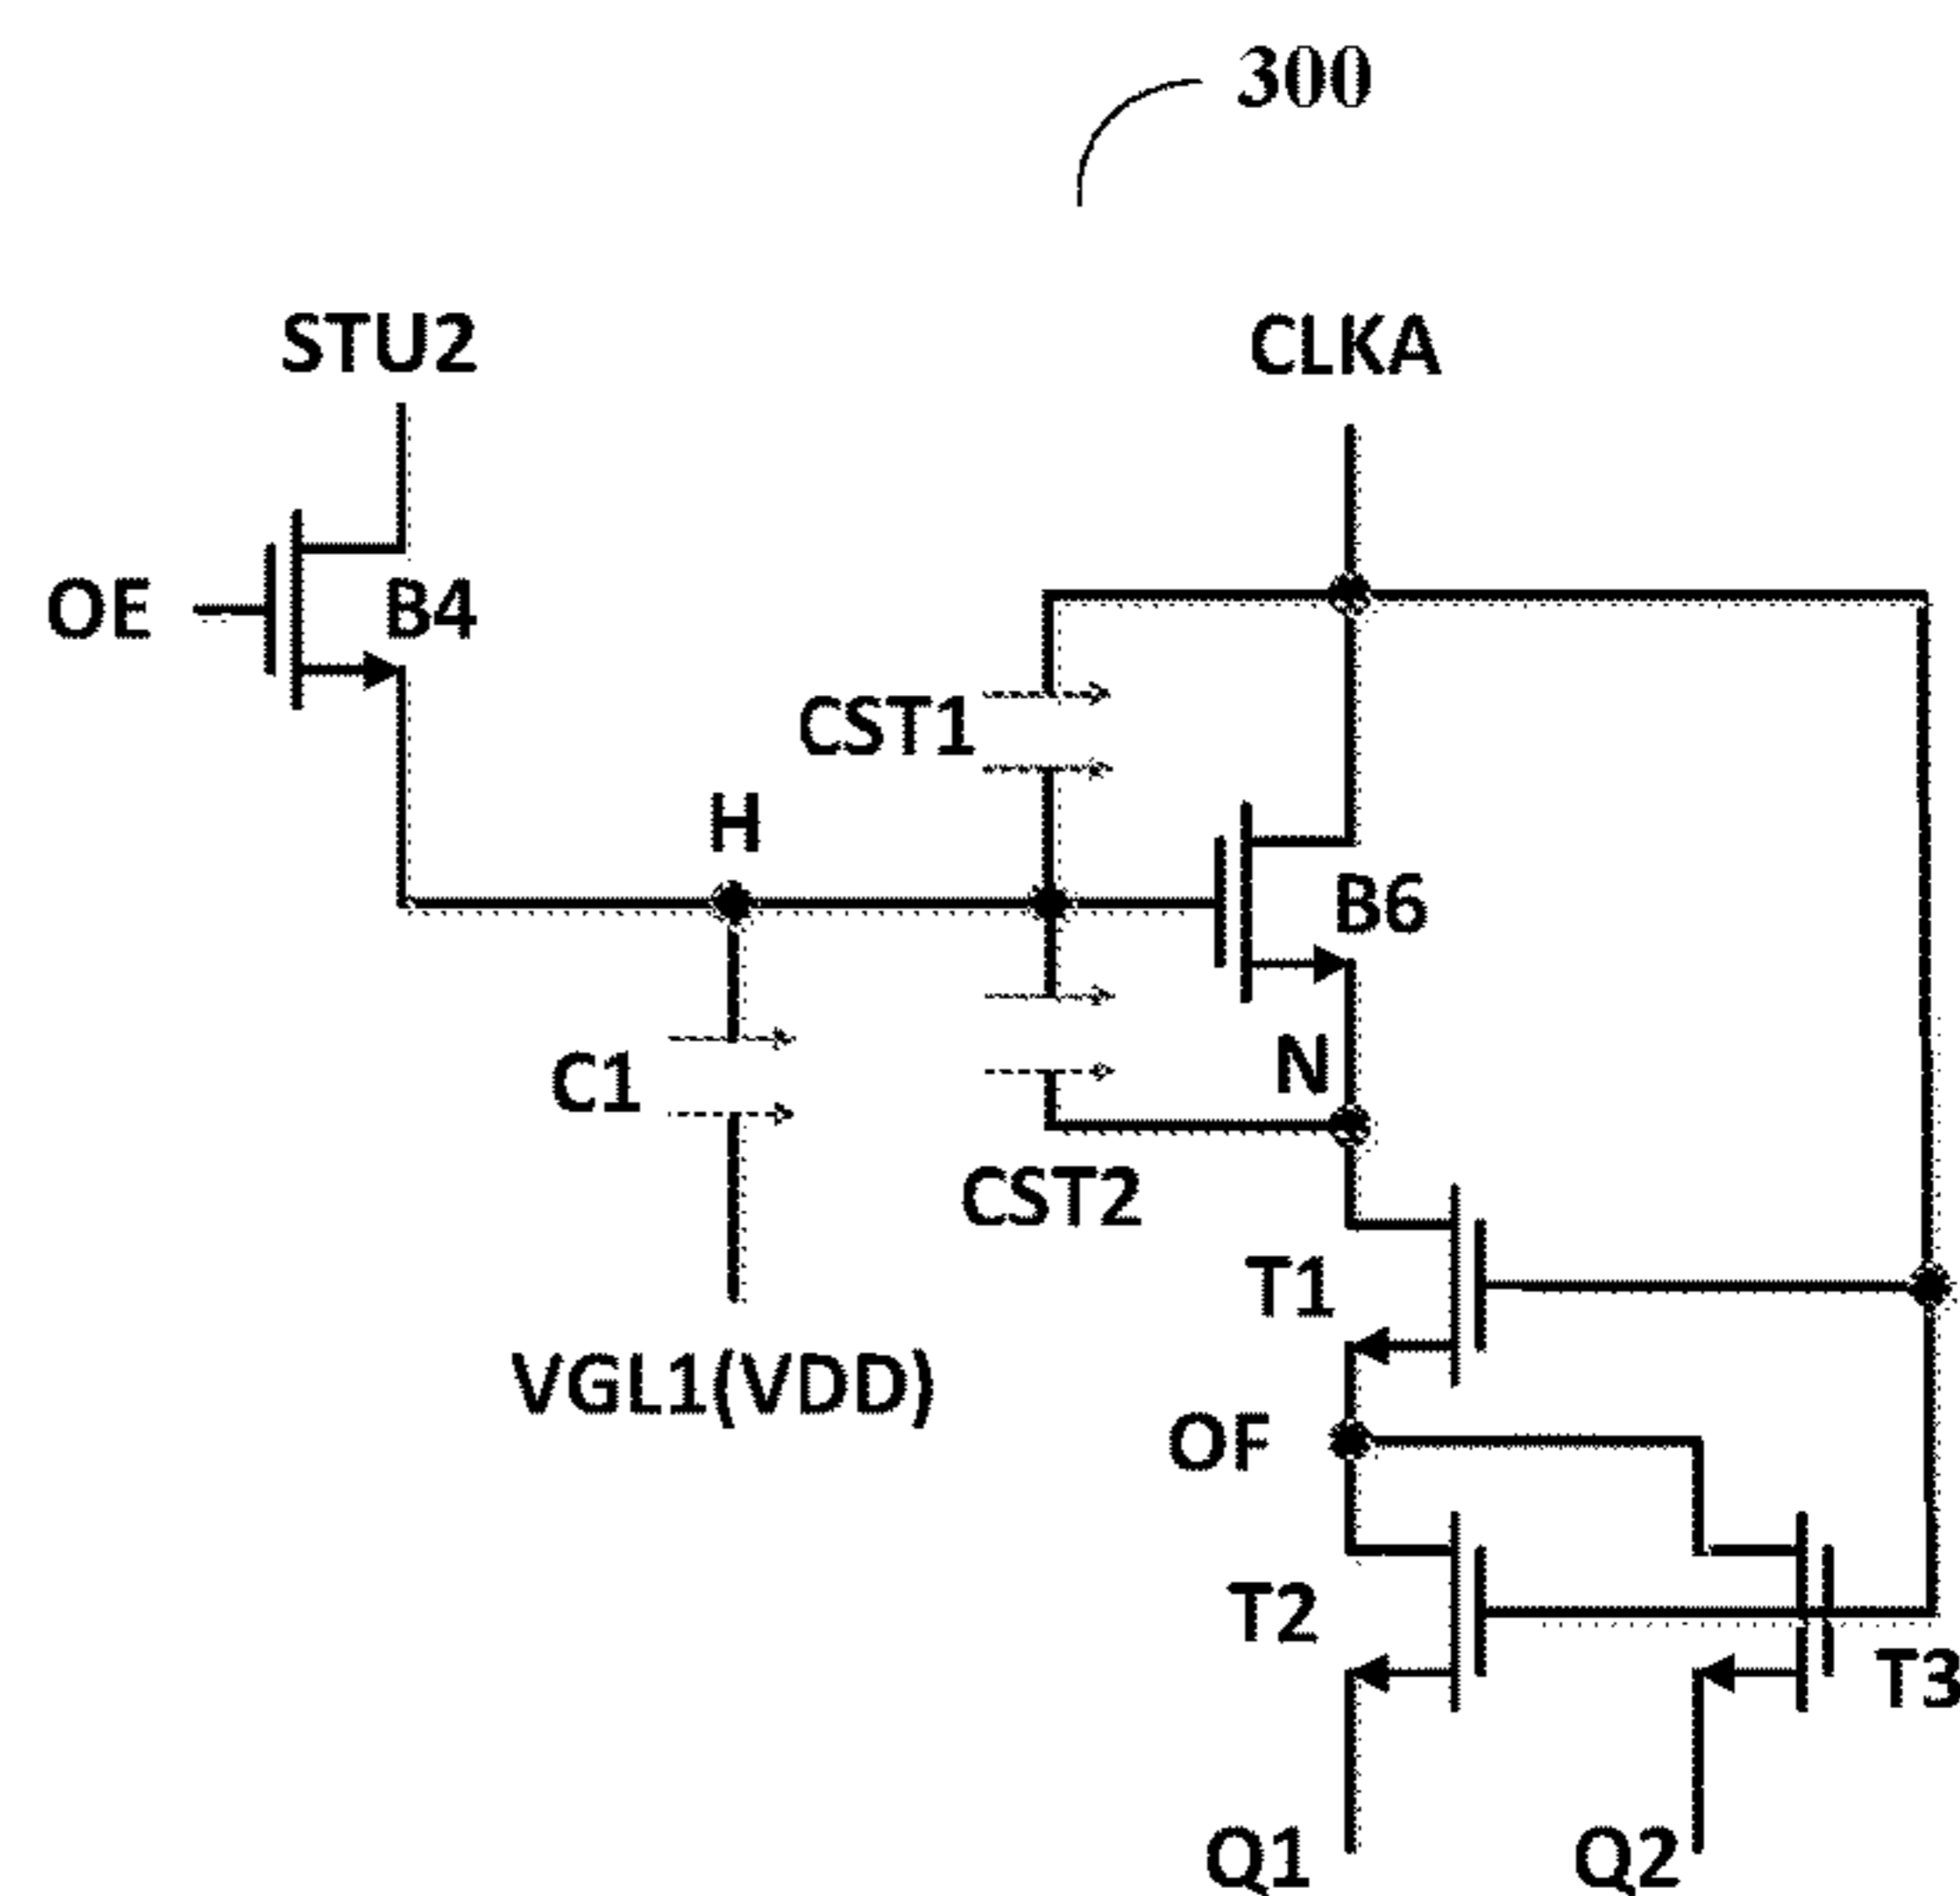 300
STU2
CLKA
OE
B4
CST1
H
B6
N
C1
CST2
T1
VGL1(VDD)
OF
T2
T3
Q1
Q2